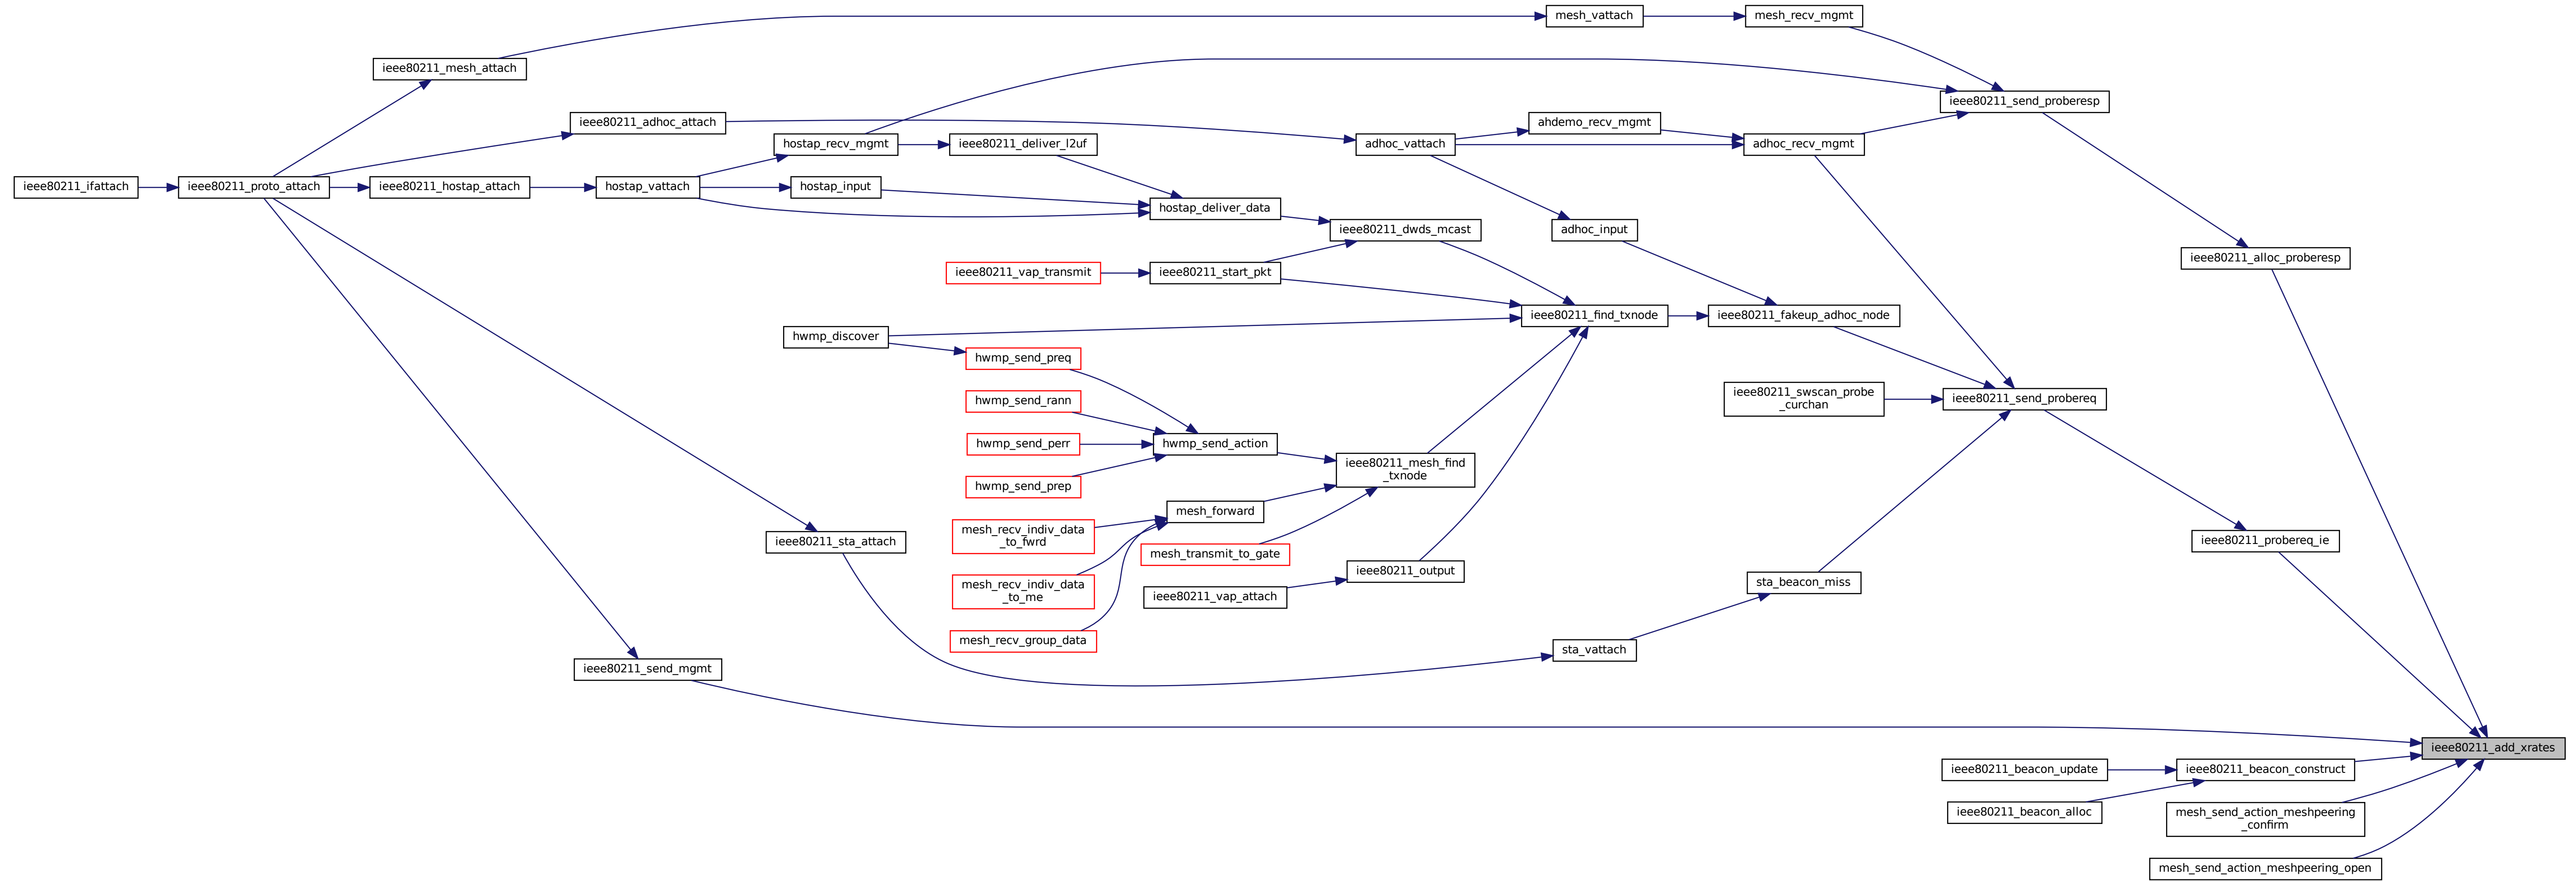 mesh_vattach
mesh_recv_mgmt
ieee80211_mesh_attach
ieee80211_send_proberesp
ieee80211_adhoc_attach
ahdemo_recv_mgmt
hostap_recv_mgmt
ieee80211_deliver_l2uf
adhoc_vattach
adhoc_recv_mgmt
ieee80211_ifattach
ieee80211_proto_attach
ieee80211_hostap_attach
hostap_vattach
hostap_input
hostap_deliver_data
ieee80211_dwds_mcast
adhoc_input
ieee80211_alloc_proberesp
ieee80211_vap_transmit
ieee80211_start_pkt
ieee80211_find_txnode
ieee80211_fakeup_adhoc_node
hwmp_discover
hwmp_send_preq
ieee80211_swscan_probe
_curchan
ieee80211_send_probereq
hwmp_send_rann
hwmp_send_perr
hwmp_send_action
ieee80211_mesh_find
_txnode
hwmp_send_prep
mesh_forward
mesh_recv_indiv_data
_to_fwrd
ieee80211_sta_attach
ieee80211_probereq_ie
mesh_transmit_to_gate
ieee80211_output
sta_beacon_miss
mesh_recv_indiv_data
_to_me
ieee80211_vap_attach
mesh_recv_group_data
sta_vattach
ieee80211_send_mgmt
ieee80211_add_xrates
ieee80211_beacon_update
ieee80211_beacon_construct
ieee80211_beacon_alloc
mesh_send_action_meshpeering
_confirm
mesh_send_action_meshpeering_open